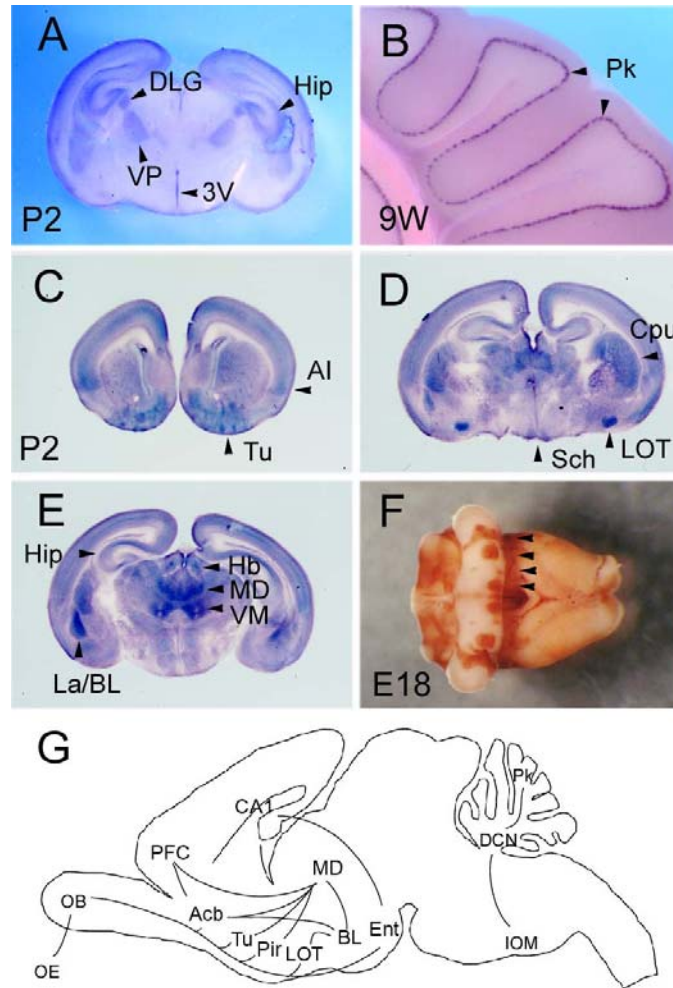 A
DLG
Hip
VP
3V
P2
B
Pk
9W
C
AI
Tu
P2
D
Cpu
Sch
LOT
E
Hip
Hb
MD
VM
La/BL
F
E18
G
CA1
Pk
DCN
PFC
MD
OB
Acb
Tu
Pir
LOT
BL
Ent
IOM
OE